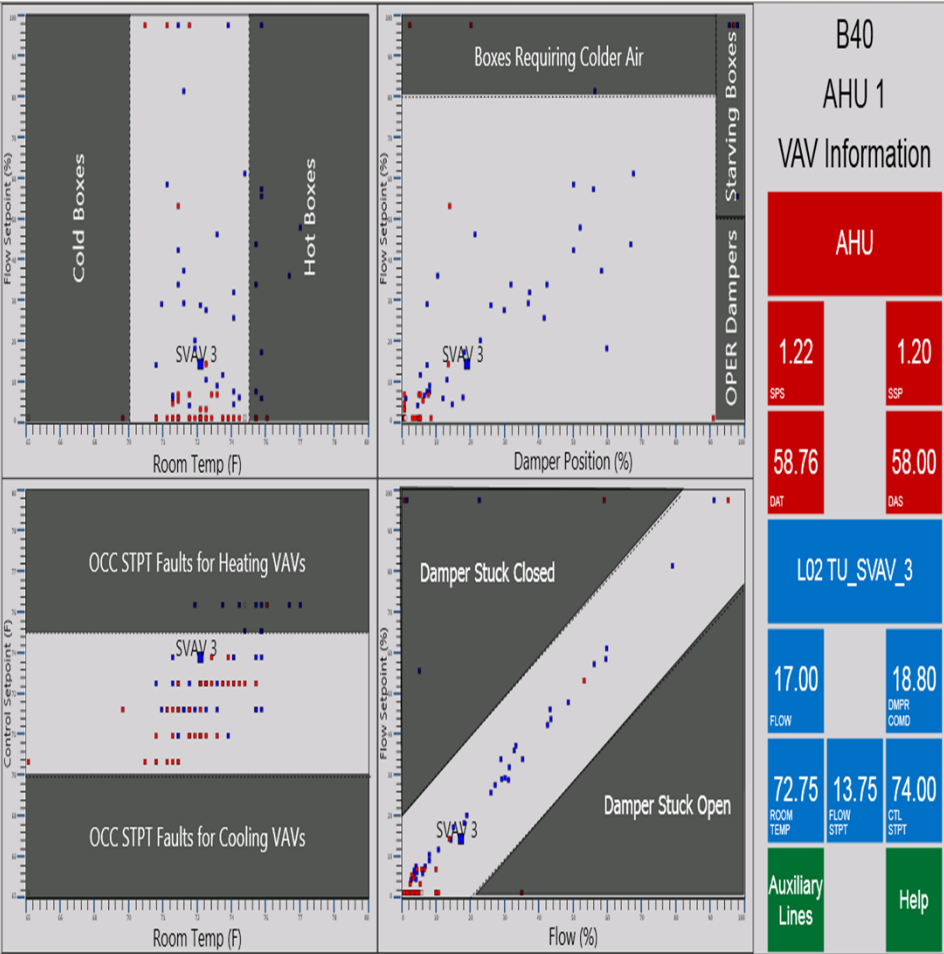 Flow Setpoint (%)
Cold Boxes
Hot Boxes
SVAV 3
Room Temp (F)
Flow Setpoint (%)
Boxes Requiring Colder Air
Starving Boxes
OPER Dampers
SVAV 3
Damper Position (%)
Control Setpoint (F)
OCC STPT Faults for Heating VAVs
SVAV 3
OCC STPT Faults for Cooling VAVs
Room Temp (F)
Flow Setpoint (%)
Damper Stuck Closed
SVAV 3
Damper Stuck Open
Flow (%)
B40
AHU 1
VAV Information
AHU
1.22
SPS
1.20
SSP
58.76
DAT
58.00
DAS
L02 TU_SVAV_3
17.00
FLOW
18.80
DMPR
COMD
72.75
ROOM
TEMP
13.75
FLOW
STPT
74.00
CTL
STPT
Auxiliary
Lines
Help